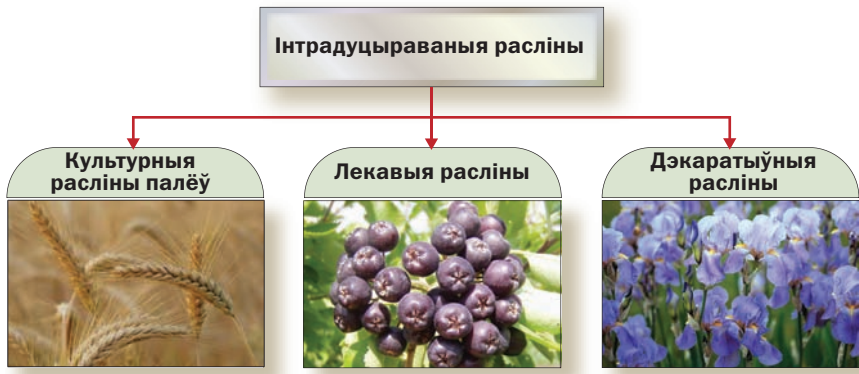 Інтрадуцыраваныя расліны
Культурныя
расліны палёў
Лекавыя расліны
Дэкаратыўныя
расліны